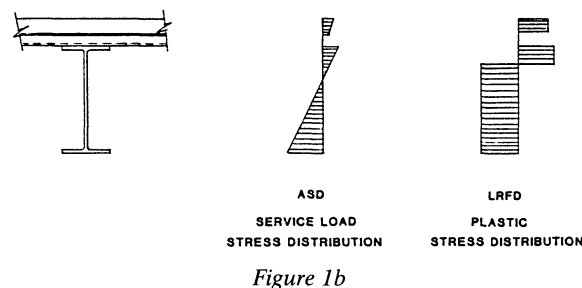 ASD
SERVICE LOAD
STRESS DISTRIBUTION
LRFD
PLASTIC
STRESS DISTRIBUTION
Figure 1b